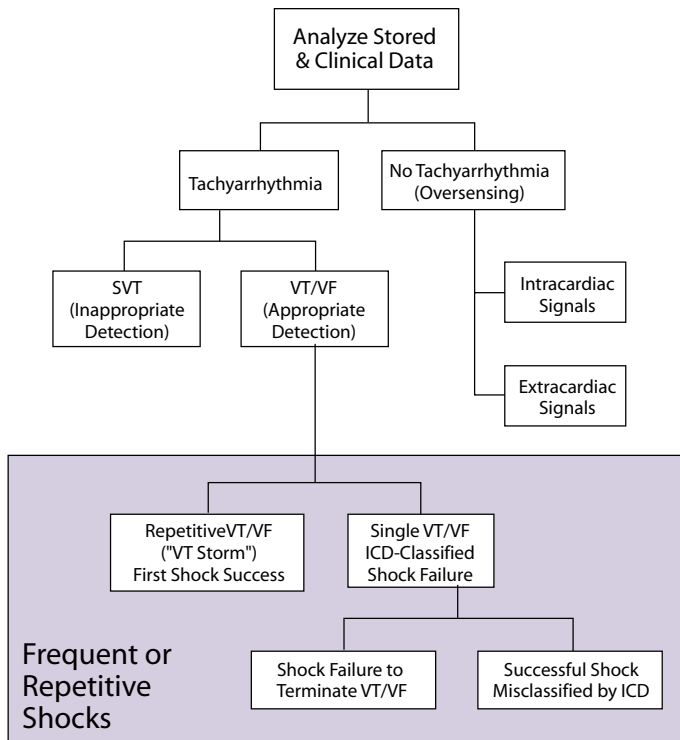 Analyze Stored
& Clinical Data
Tachyarrhythmia
No Tachyarrhythmia
(Oversensing)
SVT
(Inappropriate
Detection)
VT/VF
(Appropriate
Detection)
Intracardiac
Signals
Extracardiac
Signals
RepetitiveVT/VF
("VT Storm")
First Shock Success
Single VT/VF
ICD-Classified
Shock Failure
Shock Failure to
Terminate VT/VF
Successful Shock
Misclassified by ICD
Frequent or
Repetitive
Shocks